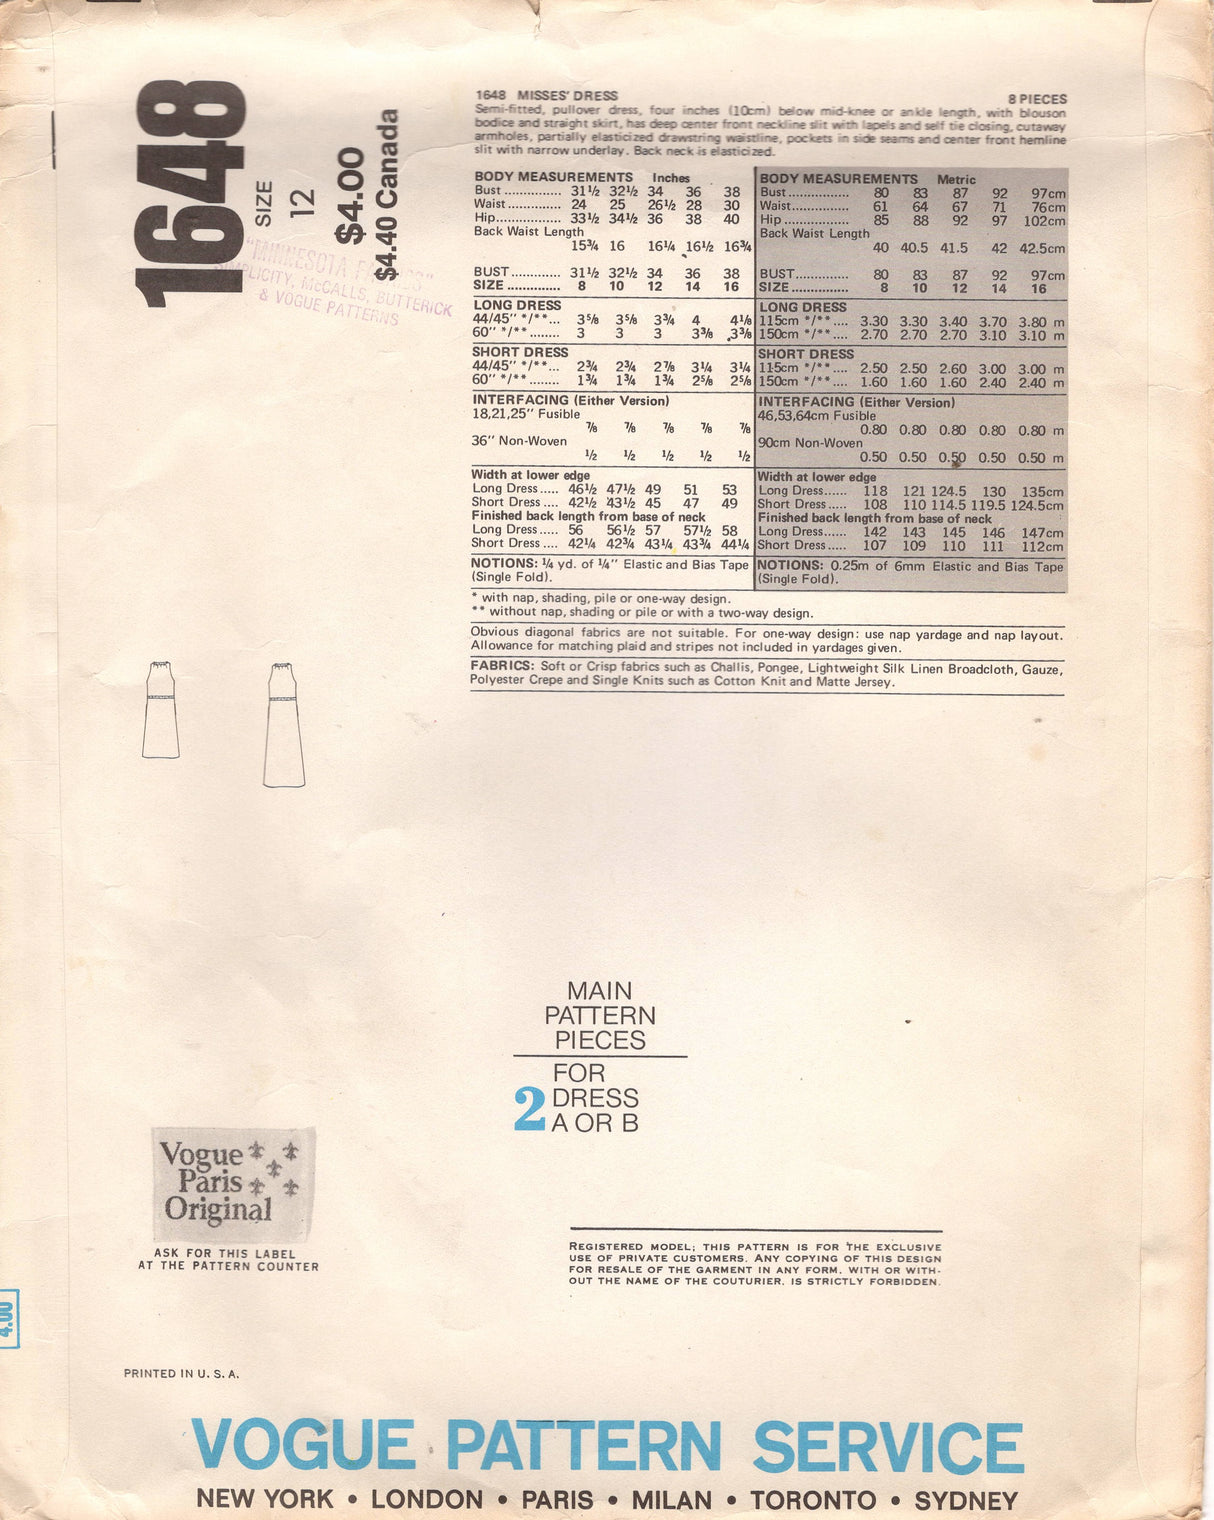 1648
SIZE
12
$4.00
$4.40 Canada
"MINNESOTA FABRICS"
SIMPLICITY, McCALLS, BUTTERICK
& VOGUE PATTERNS
1648 MISSES' DRESS 8 PIECES
Semi-fitted, pullover dress, four inches (10cm) below mid-knee or ankle length, with blouson
bodice and straight skirt, has deep center front neckline slit with lapels and self tie closing, cutaway
armholes, partially elasticized drawstring waistline, pockets in side seams and center front hemline
slit with narrow underlay. Back neck is elasticized.
BODY MEASUREMENTS Inches
Bust ............... 31½ 32½ 34 36 38
Waist .............. 24 25 26½ 28 30
Hip................. 33½ 34½ 36 38 40
Back Waist Length
15¾ 16 16¼ 16½ 16¾
BUST............. 31½ 32½ 34 36 38
SIZE .............. 8 10 12 14 16
LONG DRESS
44/45" */**... 3⅝ 3⅝ 3¾ 4 4⅛
60" */** ........ 3 3 3 3⅜ 3⅜
SHORT DRESS
44/45" */**... 2¾ 2¾ 2⅞ 3¼ 3¼
60" */** ........ 1¾ 1¾ 1¾ 2⅝ 2⅝
INTERFACING (Either Version)
18,21,25" Fusible
⅞ ⅞ ⅞ ⅞ ⅞
36" Non-Woven
½ ½ ½ ½ ½
Width at lower edge
Long Dress ..... 46½ 47½ 49 51 53
Short Dress .... 42½ 43½ 45 47 49
Finished back length from base of neck
Long Dress ..... 56 56½ 57 57½ 58
Short Dress .... 42¼ 42¾ 43¼ 43¾ 44¼
NOTIONS: ¼ yd. of ¼" Elastic and Bias Tape
(Single Fold).
BODY MEASUREMENTS Metric
Bust................ 80 83 87 92 97cm
Waist............... 61 64 67 71 76cm
Hip ................. 85 88 92 97 102cm
Back Waist Length
40 40.5 41.5 42 42.5cm
BUST............... 80 83 87 92 97cm
SIZE............... 8 10 12 14 16
LONG DRESS
115cm */** .... 3.30 3.30 3.40 3.70 3.80 m
150cm */** .... 2.70 2.70 2.70 3.10 3.10 m
SHORT DRESS
115cm */** .... 2.50 2.50 2.60 3.00 3.00 m
150cm */** .... 1.60 1.60 1.60 2.40 2.40 m
INTERFACING (Either Version)
46,53,64cm Fusible
0.80 0.80 0.80 0.80 0.80 m
90cm Non-Woven
0.50 0.50 0.50 0.50 0.50 m
Width at lower edge
Long Dress...... 118 121 124.5 130 135cm
Short Dress..... 108 110 114.5 119.5 124.5cm
Finished back length from base of neck
Long Dress...... 142 143 145 146 147cm
Short Dress..... 107 109 110 111 112cm
NOTIONS: 0.25m of 6mm Elastic and Bias Tape
(Single Fold).
* with nap, shading, pile or one-way design.
** without nap, shading or pile or with a two-way design.
Obvious diagonal fabrics are not suitable. For one-way design: use nap yardage and nap layout.
Allowance for matching plaid and stripes not included in yardages given.
FABRICS: Soft or Crisp fabrics such as Challis, Pongee, Lightweight Silk Linen Broadcloth, Gauze,
Polyester Crepe and Single Knits such as Cotton Knit and Matte Jersey.
MAIN
PATTERN
PIECES
2 FOR
DRESS
A OR B
Vogue
Paris
Original
ASK FOR THIS LABEL
AT THE PATTERN COUNTER
REGISTERED MODEL; THIS PATTERN IS FOR THE EXCLUSIVE
USE OF PRIVATE CUSTOMERS. ANY COPYING OF THIS DESIGN
FOR RESALE OF THE GARMENT IN ANY FORM, WITH OR WITH-
OUT THE NAME OF THE COUTURIER, IS STRICTLY FORBIDDEN.
4.00
PRINTED IN U. S. A.
VOGUE PATTERN SERVICE
NEW YORK • LONDON • PARIS • MILAN • TORONTO • SYDNEY